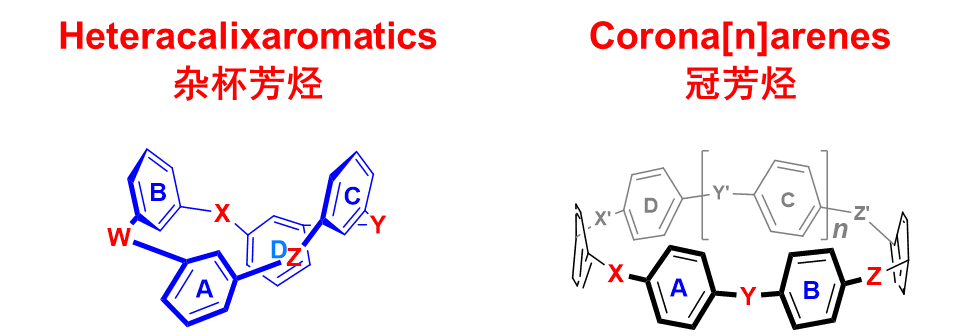 Heteracalixaromatics
杂杯芳烃
B
X
C
Y
W
D
Z
A
Corona[n]arenes
冠芳烃
X'
D
Y'
C
Z'
n
X
A
Y
B
Z